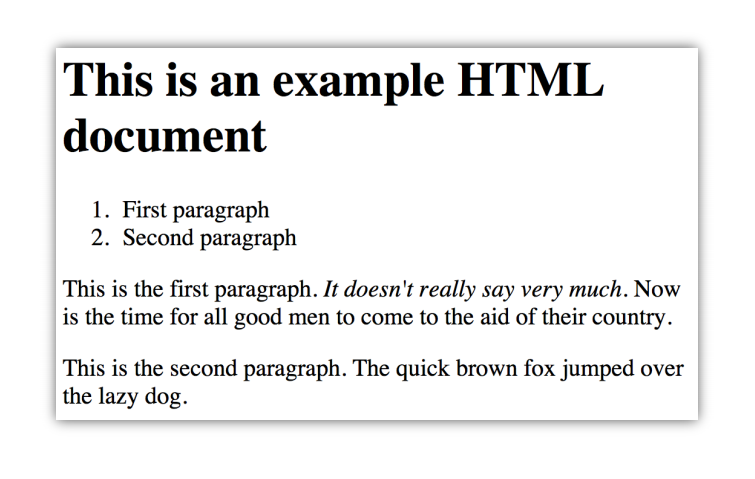 This is an example HTML
document
1. First paragraph
2. Second paragraph
This is the first paragraph. It doesn't really say very much. Now
is the time for all good men to come to the aid of their country.
This is the second paragraph. The quick brown fox jumped over
the lazy dog.